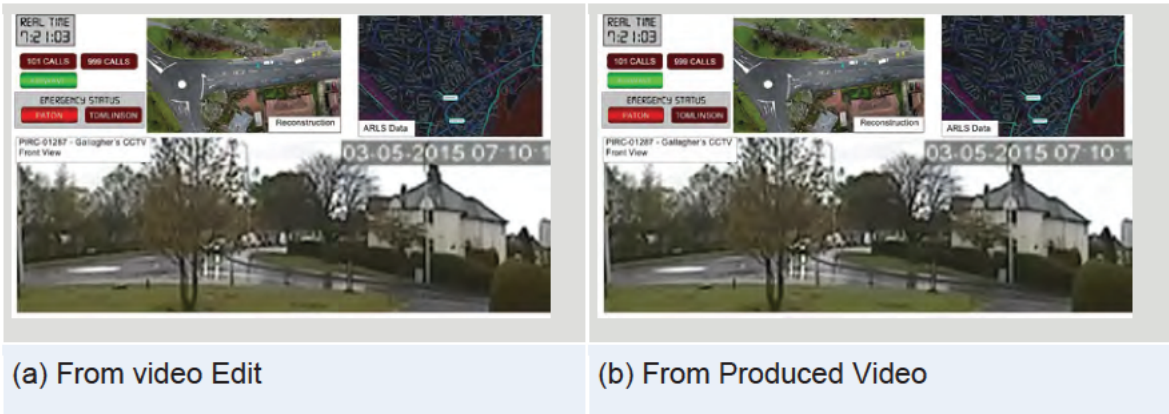 REAL TIME
7:21:03
101 CALLS
999 CALLS
EMERGENCY STATUS
PATON
TOMLINSON
Reconstruction
ARLS Data
PIRC-01287 - Gallagher's CCTV
Front View
03-05-2015 07-10-1
REAL TIME
7:21:03
101 CALLS
999 CALLS
EMERGENCY STATUS
PATON
TOMLINSON
Reconstruction
ARLS Data
PIRC-01287 - Gallagher's CCTV
Front View
03-05-2015 07-10-1
(a) From video Edit
(b) From Produced Video